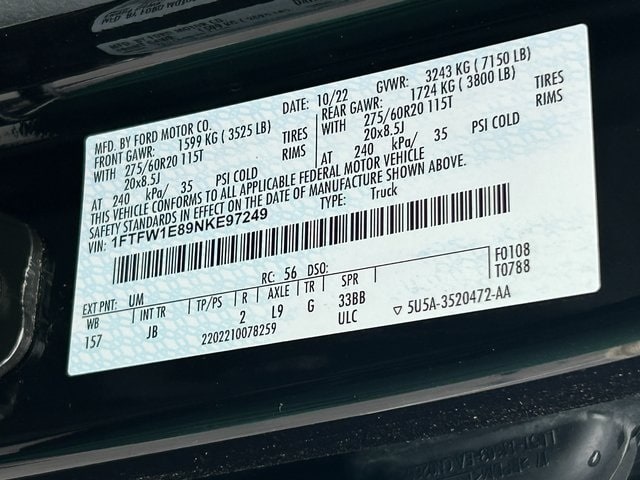 MFD. BY FORD MOTOR CO.
DATE: 10/22 GVWR: 3243 KG ( 7150 LB)
FRONT GAWR: 1599 KG ( 3525 LB) REAR GAWR: 1724 KG ( 3800 LB)
WITH 275/60R20 115T TIRES WITH 275/60R20 115T TIRES
20x8.5J RIMS 20x8.5J RIMS
AT 240 kPa/ 35 PSI COLD AT 240 kPa/ 35 PSI COLD
THIS VEHICLE CONFORMS TO ALL APPLICABLE FEDERAL MOTOR VEHICLE
SAFETY STANDARDS IN EFFECT ON THE DATE OF MANUFACTURE SHOWN ABOVE.
VIN: 1FTFW1E89NKE97249 TYPE: Truck
F0108
T0788
EXT PNT: UM RC: 56 DSO:
WB INT TR TP/PS R AXLE TR SPR
157 JB 2 L9 G 33BB
2202210078259 ULC ▽ 5U5A-3520472-AA